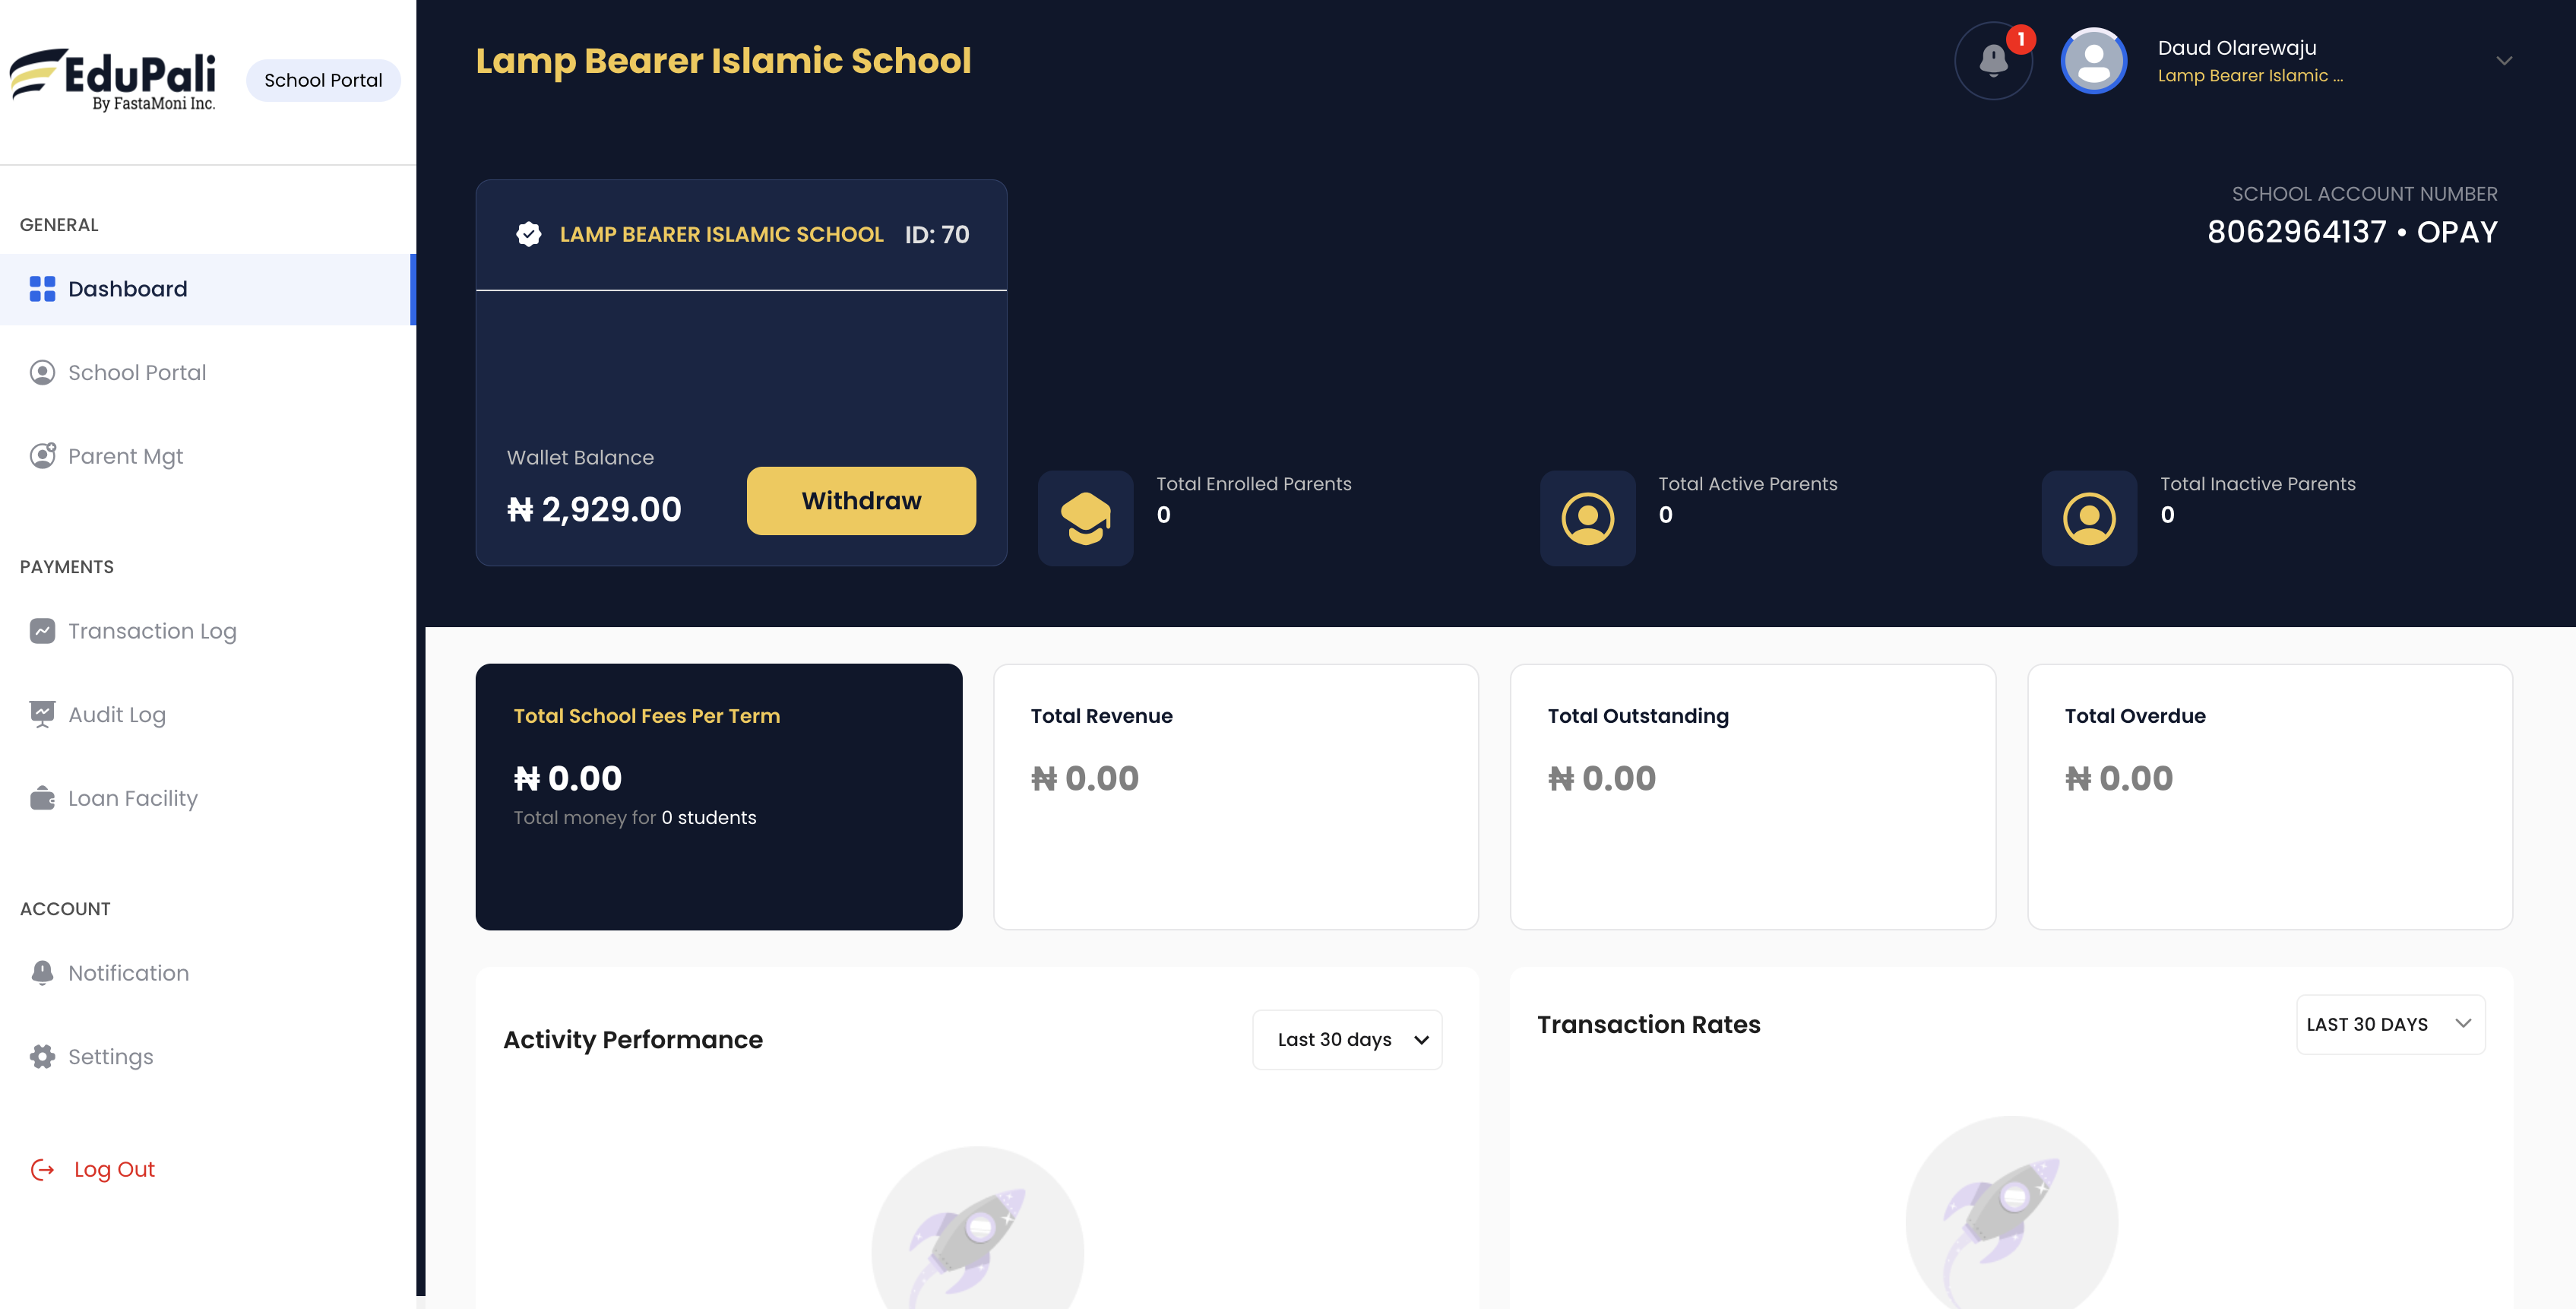 EduPali
By FastaMoni Inc.
School Portal
GENERAL
Dashboard
School Portal
Parent Mgt
PAYMENTS
Transaction Log
Audit Log
Loan Facility
ACCOUNT
Notification
Settings
Log Out
Lamp Bearer Islamic School
1
Daud Olarewaju
Lamp Bearer Islamic ...
LAMP BEARER ISLAMIC SCHOOL ID: 70
Wallet Balance
₦ 2,929.00
Withdraw
SCHOOL ACCOUNT NUMBER
8062964137 • OPAY
Total Enrolled Parents
0
Total Active Parents
0
Total Inactive Parents
0
Total School Fees Per Term
₦ 0.00
Total money for 0 students
Total Revenue
₦ 0.00
Total Outstanding
₦ 0.00
Total Overdue
₦ 0.00
Activity Performance
Last 30 days
Transaction Rates
LAST 30 DAYS